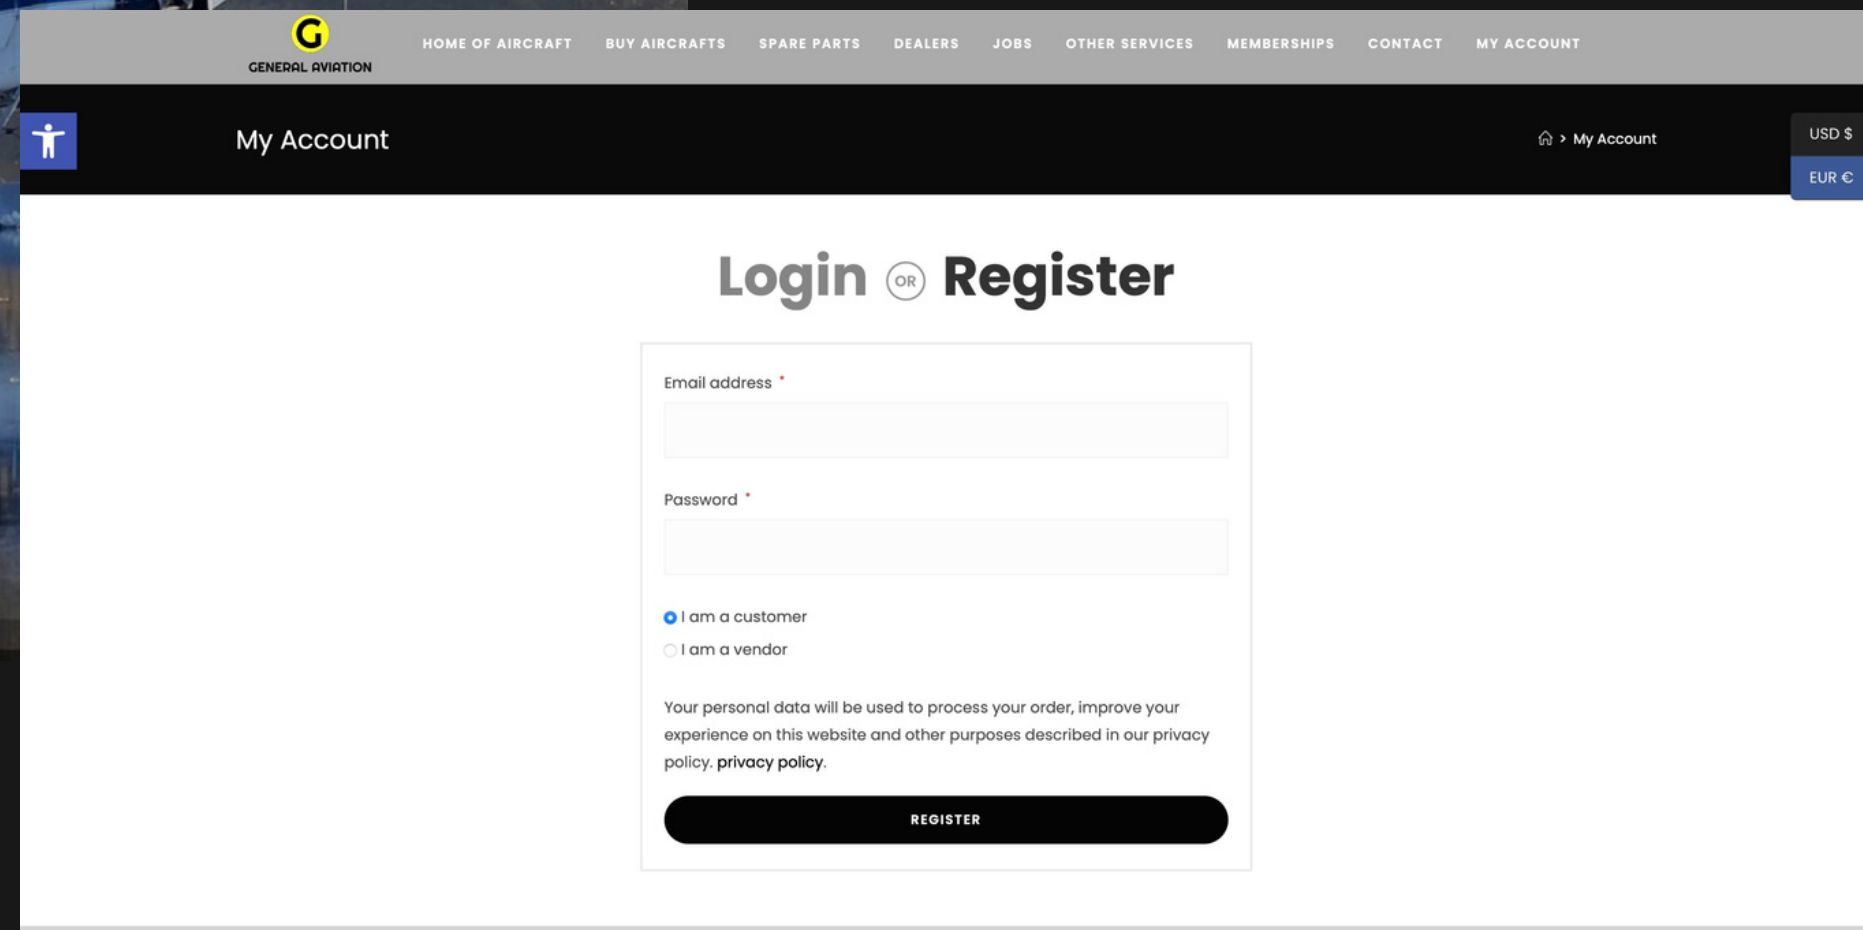 G
GENERAL AVIATION
HOME OF AIRCRAFT BUY AIRCRAFTS SPARE PARTS DEALERS JOBS OTHER SERVICES MEMBERSHIPS CONTACT MY ACCOUNT
My Account
> My Account
USD $
EUR €
Login OR Register
Email address *
Password *
I am a customer
I am a vendor
Your personal data will be used to process your order, improve your
experience on this website and other purposes described in our privacy
policy. privacy policy.
REGISTER